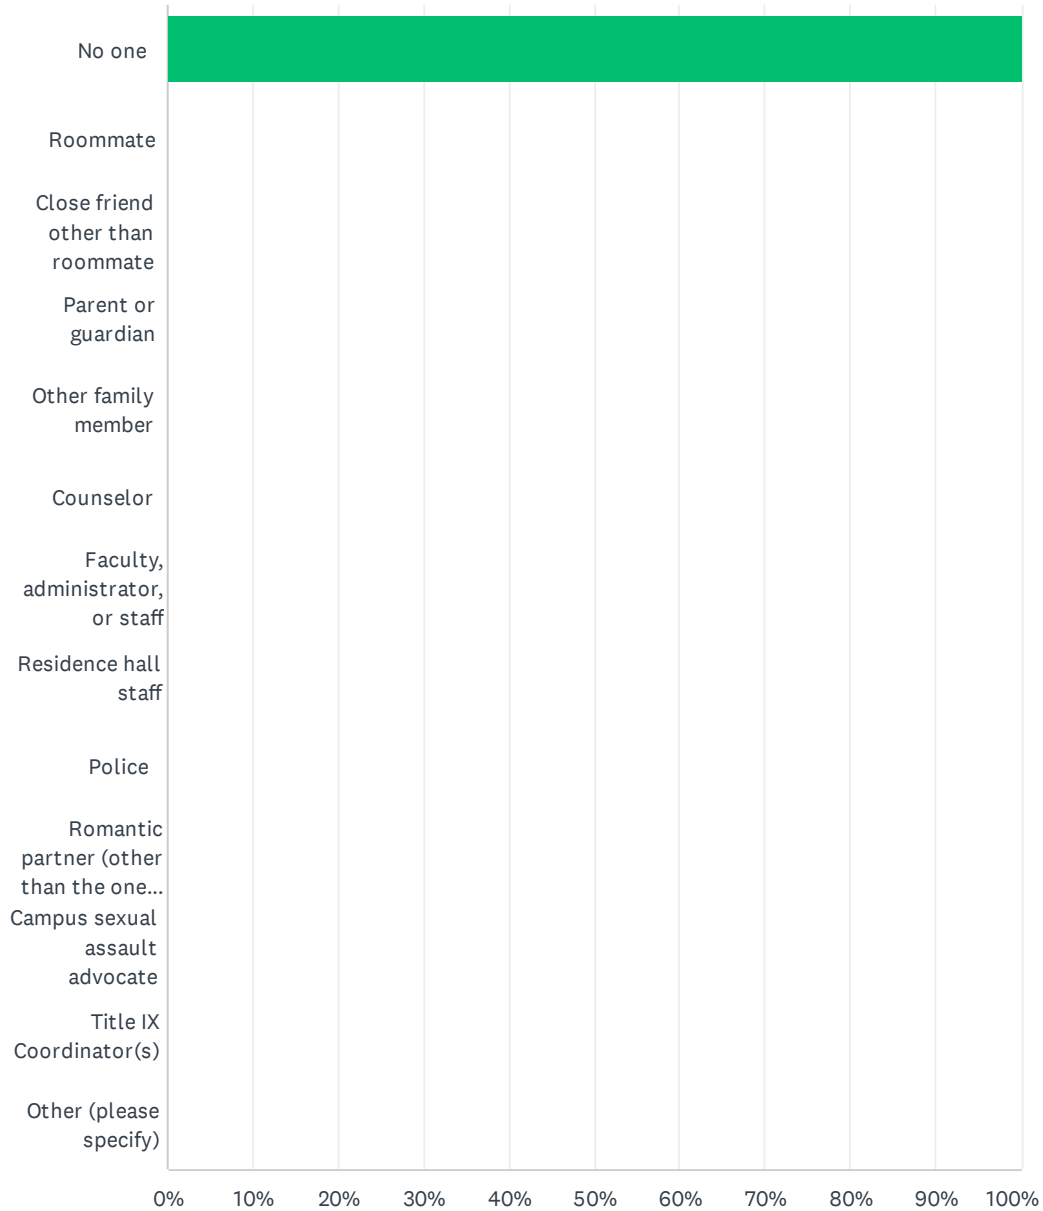 No one
Roommate
Close friend
other than
roommate
Parent or
guardian
Other family
member
Counselor
Faculty,
administrator,
or staff
Residence hall
staff
Police
Romantic
partner (other
than the one...
Campus sexual
assault
advocate
Title IX
Coordinator(s)
Other (please
specify)
0% 10% 20% 30% 40% 50% 60% 70% 80% 90% 100%